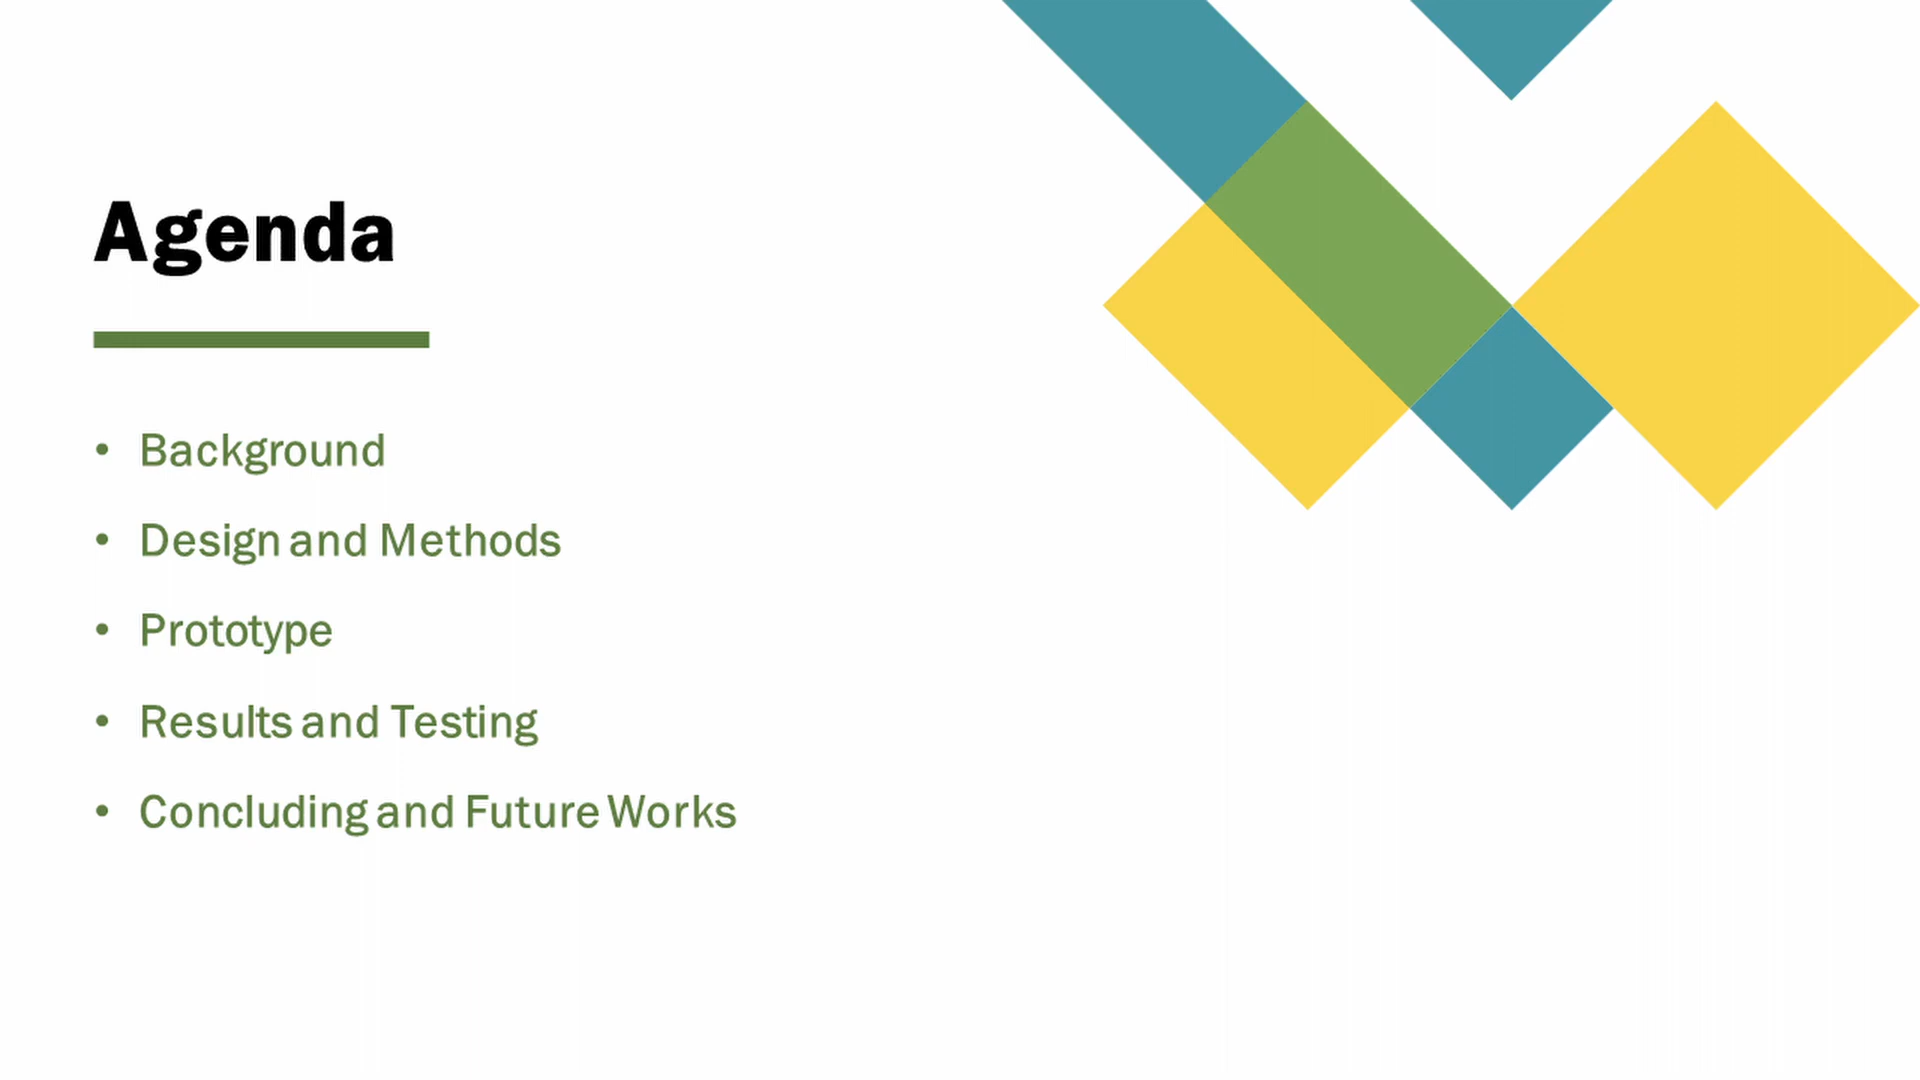 Agenda
• Background
• Design and Methods
• Prototype
• Results and Testing
• Concluding and Future Works